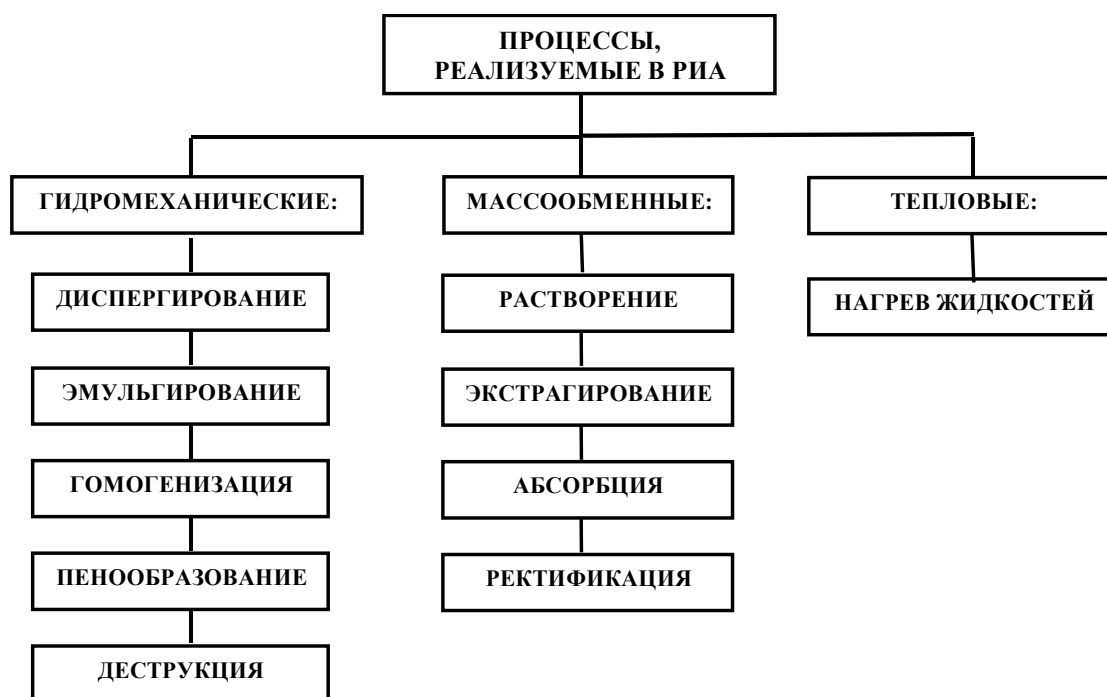 ПРОЦЕССЫ,
РЕАЛИЗУЕМЫЕ В РИА
ГИДРОМЕХАНИЧЕСКИЕ:
ДИСПЕРГИРОВАНИЕ
ЭМУЛЬГИРОВАНИЕ
ГОМОГЕНИЗАЦИЯ
ПЕНООБРАЗОВАНИЕ
ДЕСТРУКЦИЯ
МАССООБМЕННЫЕ:
РАСТВОРЕНИЕ
ЭКСТРАГИРОВАНИЕ
АБСОРБЦИЯ
РЕКТИФИКАЦИЯ
ТЕПЛОВЫЕ:
НАГРЕВ ЖИДКОСТЕЙ